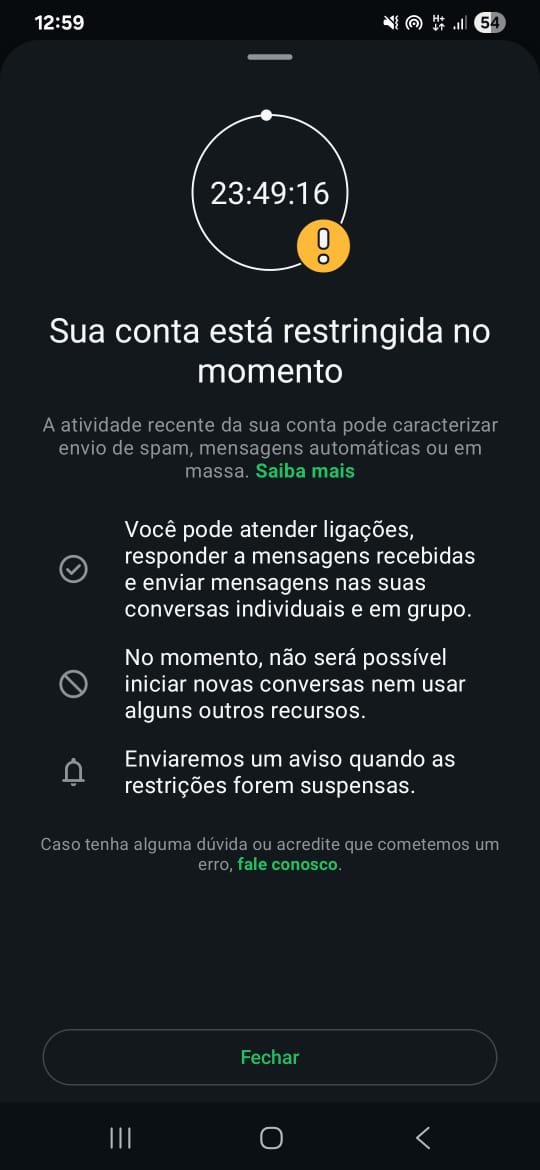 12:59
H+
54
23:49:16
Sua conta está restringida no
momento
A atividade recente da sua conta pode caracterizar
envio de spam, mensagens automáticas ou em
massa. Saiba mais
Você pode atender ligações,
responder a mensagens recebidas
e enviar mensagens nas suas
conversas individuais e em grupo.
No momento, não será possível
iniciar novas conversas nem usar
alguns outros recursos.
Enviaremos um aviso quando as
restrições forem suspensas.
Caso tenha alguma dúvida ou acredite que cometemos um
erro, fale conosco.
Fechar